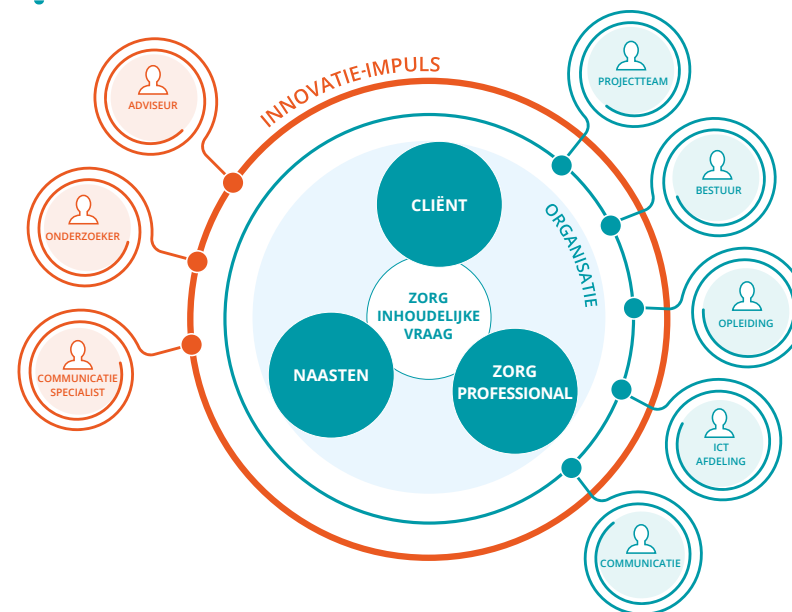 INNOVATIE-IMPULS
PROJECTTEAM
ADVISEUR
BESTUUR
CLIËNT
ORGANISATIE
ONDERZOEKER
ZORG
INHOUDELIJKE
VRAAG
OPLEIDING
NAASTEN
ZORG
PROFESSIONAL
COMMUNICATIE
SPECIALIST
ICT
AFDELING
COMMUNICATIE